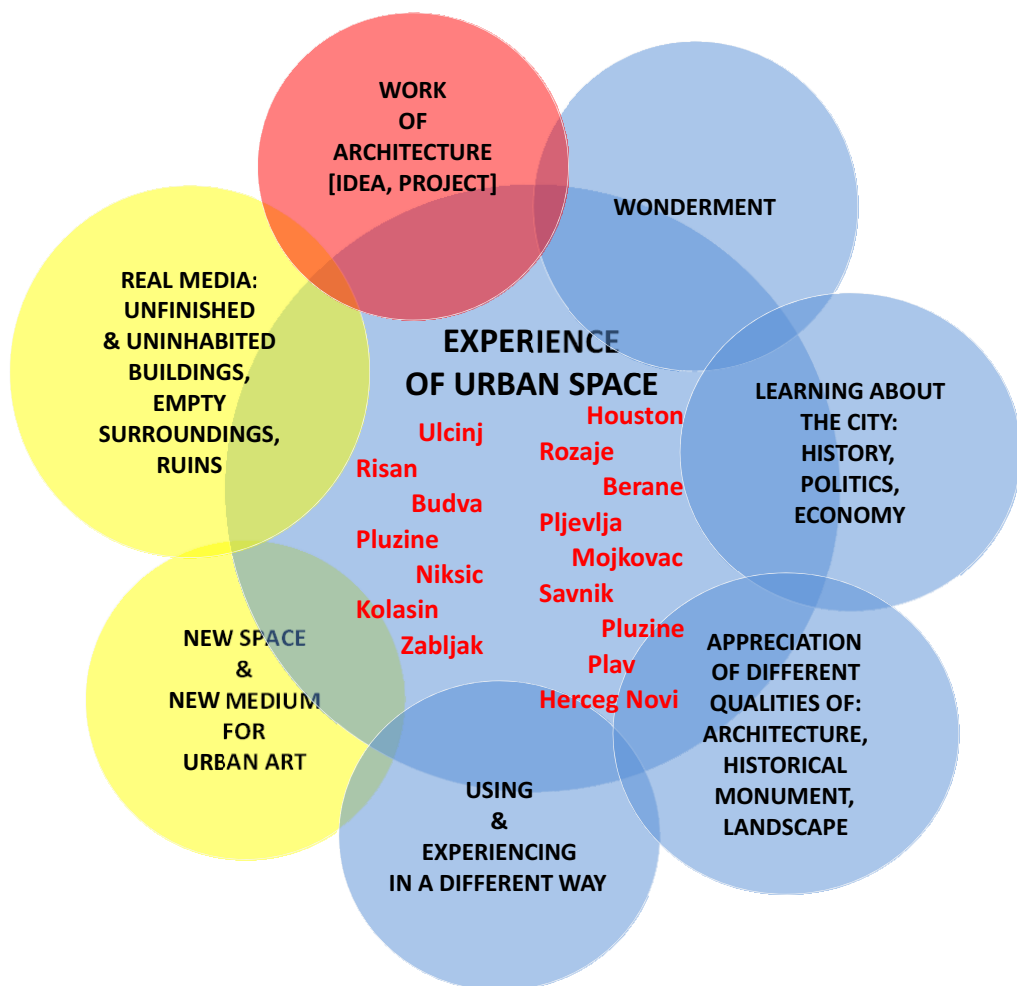 WORK
OF
ARCHITECTURE
[IDEA, PROJECT]
WONDERMENT
REAL MEDIA:
UNFINISHED
& UNINHABITED
BUILDINGS,
EMPTY
SURROUNDINGS,
RUINS
EXPERIENCE
OF URBAN SPACE
Ulcinj
Risan
Budva
Pluzine
Niksic
Kolasin
Zabljak
Houston
Rozaje
Berane
Pljevlja
Mojkovac
Savnik
Pluzine
Plav
Herceg Novi
LEARNING ABOUT
THE CITY:
HISTORY,
POLITICS,
ECONOMY
NEW SPACE
&
NEW MEDIUM
FOR
URBAN ART
USING
&
EXPERIENCING
IN A DIFFERENT WAY
APPRECIATION
OF DIFFERENT
QUALITIES OF:
ARCHITECTURE,
HISTORICAL
MONUMENT,
LANDSCAPE